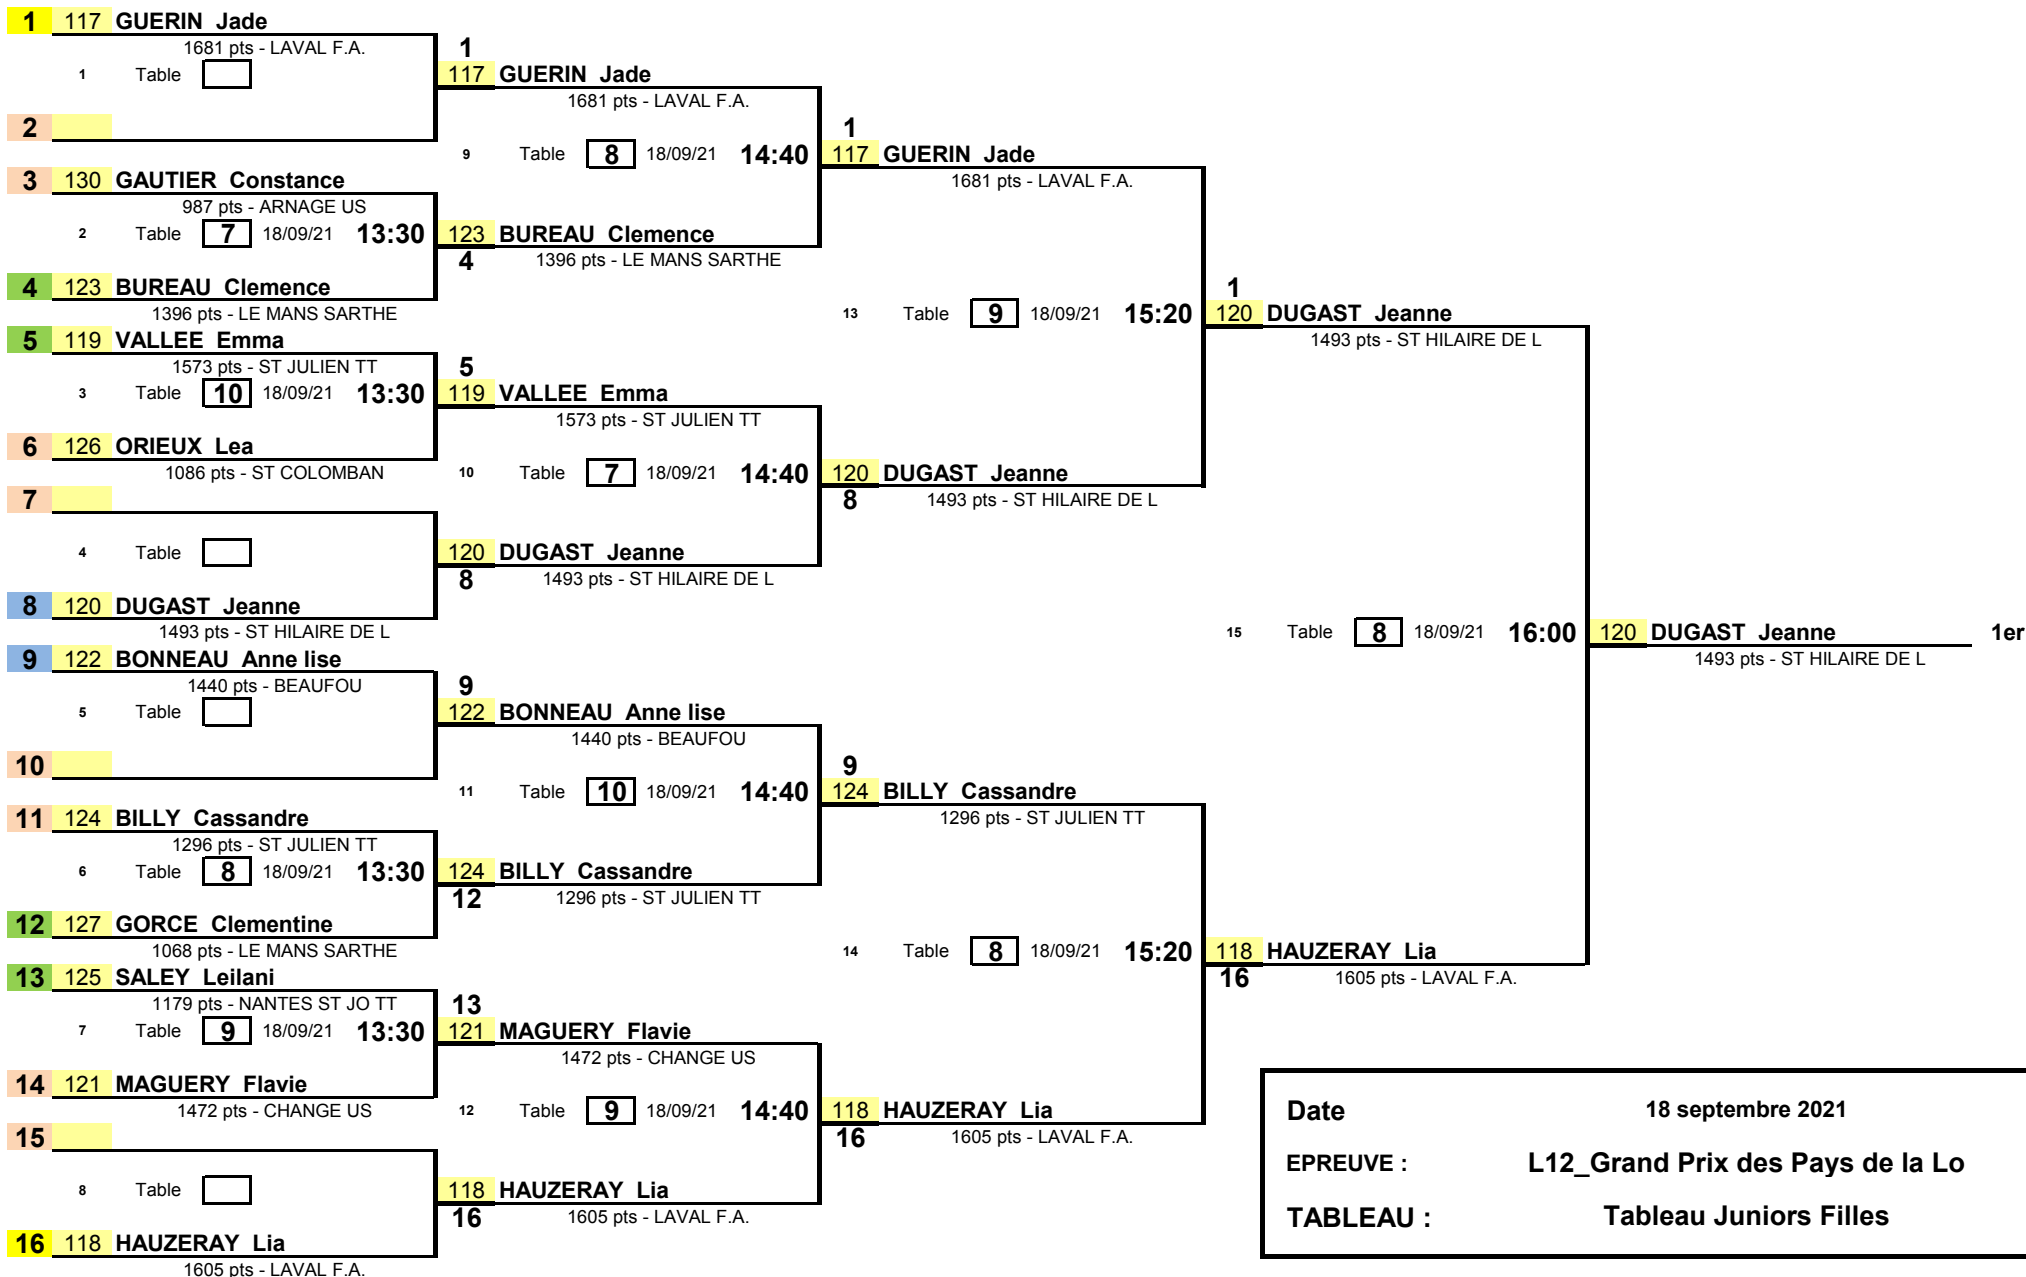 1 117 GUERIN Jade
1681 pts - LAVAL F.A.
1 Table
2
3 130 GAUTIER Constance
987 pts - ARNAGE US
2 Table 7 18/09/21 13:30
4 123 BUREAU Clemence
1396 pts - LE MANS SARTHE
5 119 VALLEE Emma
1573 pts - ST JULIEN TT
3 Table 10 18/09/21 13:30
6 126 ORIEUX Lea
1086 pts - ST COLOMBAN
7
4 Table
8 120 DUGAST Jeanne
1493 pts - ST HILAIRE DE L
9 122 BONNEAU Anne lise
1440 pts - BEAUFOU
5 Table
10
11 124 BILLY Cassandre
1296 pts - ST JULIEN TT
6 Table 8 18/09/21 13:30
12 127 GORCE Clementine
1068 pts - LE MANS SARTHE
13 125 SALEY Leilani
1179 pts - NANTES ST JO TT
7 Table 9 18/09/21 13:30
14 121 MAGUERY Flavie
1472 pts - CHANGE US
15
8 Table
16 118 HAUZERAY Lia
1605 pts - LAVAL F.A.
1
117 GUERIN Jade
1681 pts - LAVAL F.A.
9 Table 8 18/09/21 14:40
123 BUREAU Clemence
4 1396 pts - LE MANS SARTHE
5
119 VALLEE Emma
1573 pts - ST JULIEN TT
10 Table 7 18/09/21 14:40
120 DUGAST Jeanne
8 1493 pts - ST HILAIRE DE L
9
122 BONNEAU Anne lise
1440 pts - BEAUFOU
11 Table 10 18/09/21 14:40
124 BILLY Cassandre
12 1296 pts - ST JULIEN TT
13
121 MAGUERY Flavie
1472 pts - CHANGE US
12 Table 9 18/09/21 14:40
118 HAUZERAY Lia
16 1605 pts - LAVAL F.A.
1
117 GUERIN Jade
1681 pts - LAVAL F.A.
13 Table 9 18/09/21 15:20
120 DUGAST Jeanne
8 1493 pts - ST HILAIRE DE L
9
124 BILLY Cassandre
1296 pts - ST JULIEN TT
14 Table 8 18/09/21 15:20
118 HAUZERAY Lia
16 1605 pts - LAVAL F.A.
1
120 DUGAST Jeanne
1493 pts - ST HILAIRE DE L
15 Table 8 18/09/21 16:00
118 HAUZERAY Lia
16 1605 pts - LAVAL F.A.
120 DUGAST Jeanne 1er
1493 pts - ST HILAIRE DE L
Date 18 septembre 2021
EPREUVE : L12_Grand Prix des Pays de la Lo
TABLEAU : Tableau Juniors Filles